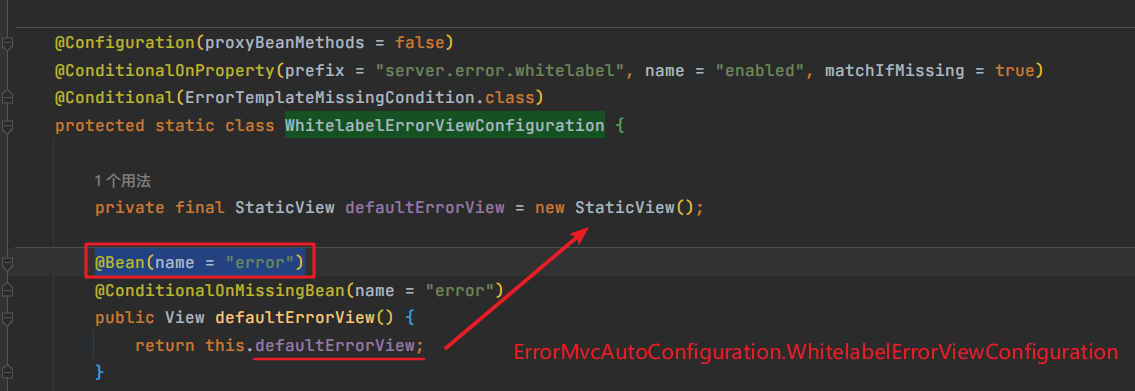 @Configuration(proxyBeanMethods = false)
@ConditionalOnProperty(prefix = "server.error.whitelabel", name = "enabled", matchIfMissing = true)
@Conditional(ErrorTemplateMissingCondition.class)
protected static class WhitelabelErrorViewConfiguration {
1 个用法
private final StaticView defaultErrorView = new StaticView();
@Bean(name = "error")
@ConditionalOnMissingBean(name = "error")
public View defaultErrorView() {
return this.defaultErrorView;
ErrorMvcAutoConfiguration.WhitelabelErrorViewConfiguration
}